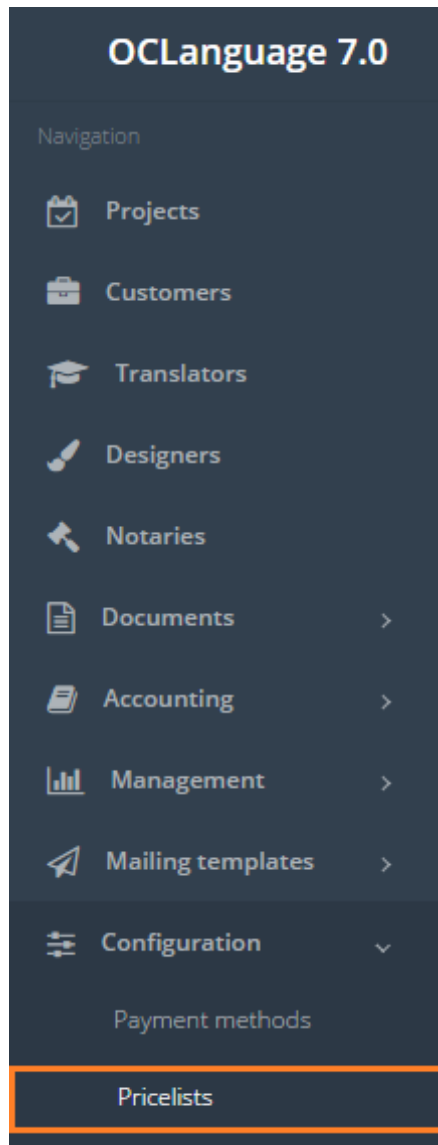 OCLanguage 7.0
Navigation
Projects
Customers
Translators
Designers
Notaries
Documents
Accounting
Management
Mailing templates
Configuration
Payment methods
Pricelists